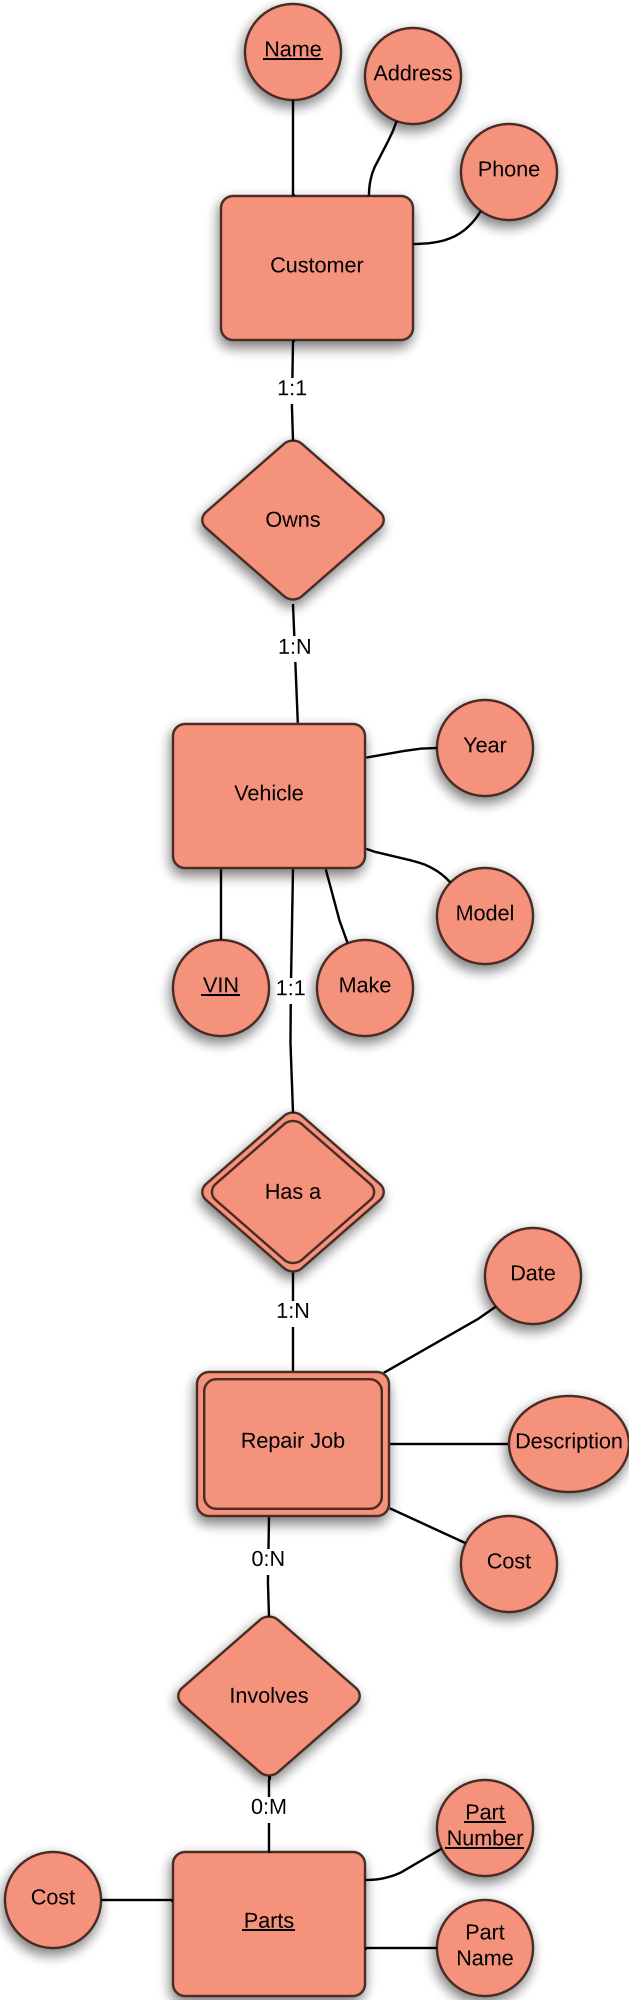 Name
Address
Phone
Customer
1:1
Owns
1:N
Year
Vehicle
Model
VIN
1:1
Make
Has a
Date
1:N
Repair Job
Description
0:N
Cost
Involves
0:M
Part
Number
Cost
Parts
Part
Name